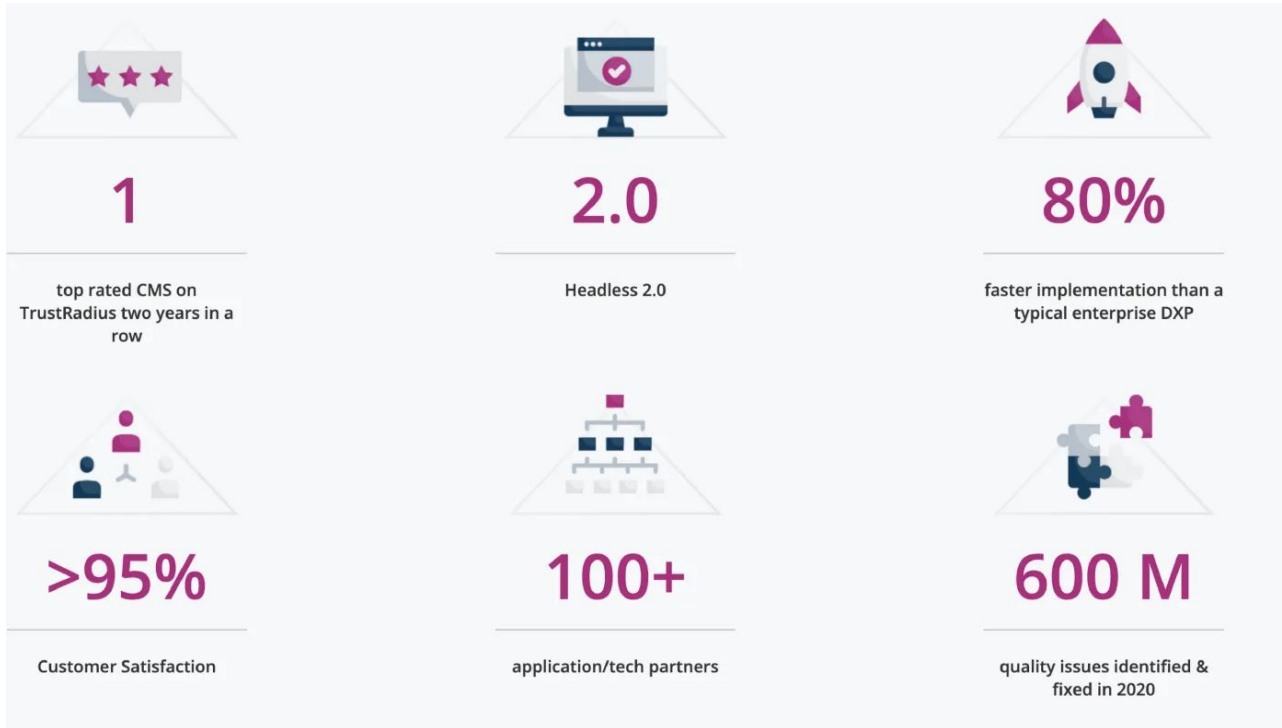 1
top rated CMS on
TrustRadius two years in a
row
2.0
Headless 2.0
80%
faster implementation than a
typical enterprise DXP
>95%
Customer Satisfaction
100+
application/tech partners
600 M
quality issues identified &
fixed in 2020